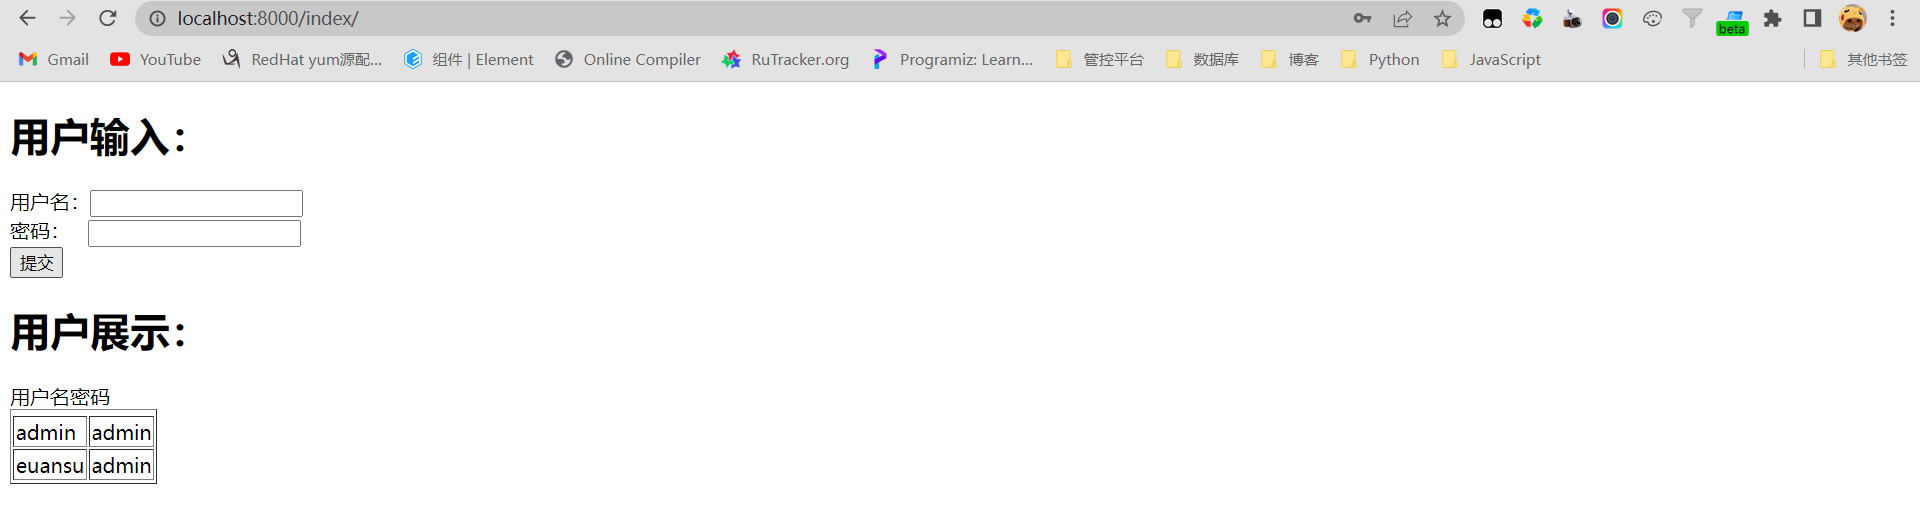 localhost:8000/index/
beta
Gmail YouTube RedHat yum源配... 组件 | Element Online Compiler RuTracker.org Programiz: Learn... 管控平台 数据库 博客 Python JavaScript 其他书签
用户输入：
用户名：
密码：
提交
用户展示：
用户名密码
admin admin
euansu admin